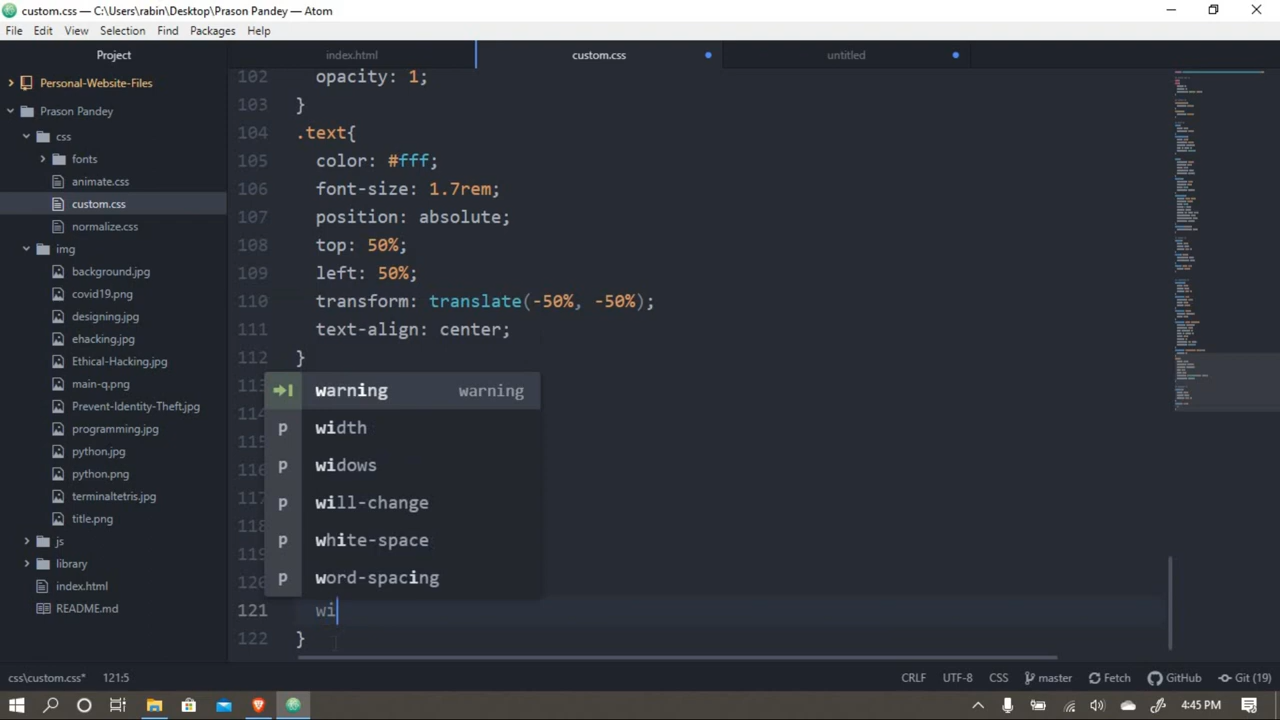 custom.css — C:\Users\rabin\Desktop\Prason Pandey — Atom
File Edit View Selection Find Packages Help
Project
index.html
custom.css
untitled
Personal-Website-Files
Prason Pandey
css
fonts
animate.css
custom.css
normalize.css
img
background.jpg
covid19.png
designing.jpg
ehacking.jpg
Ethical-Hacking.jpg
main-q.png
Prevent-Identity-Theft.jpg
programming.jpg
python.jpg
python.png
terminaltetris.jpg
title.png
js
library
index.html
README.md
102 opacity: 1;
103 }
104 .text{
105 color: #fff;
106 font-size: 1.7rem;
107 position: absolute;
108 top: 50%;
109 left: 50%;
110 transform: translate(-50%, -50%);
111 text-align: center;
112 }
warning warning
p width
p widows
p will-change
p white-space
p word-spacing
121 wi
122 }
css\custom.css* 121:5 CRLF UTF-8 CSS master Fetch GitHub Git (19)
4:45 PM